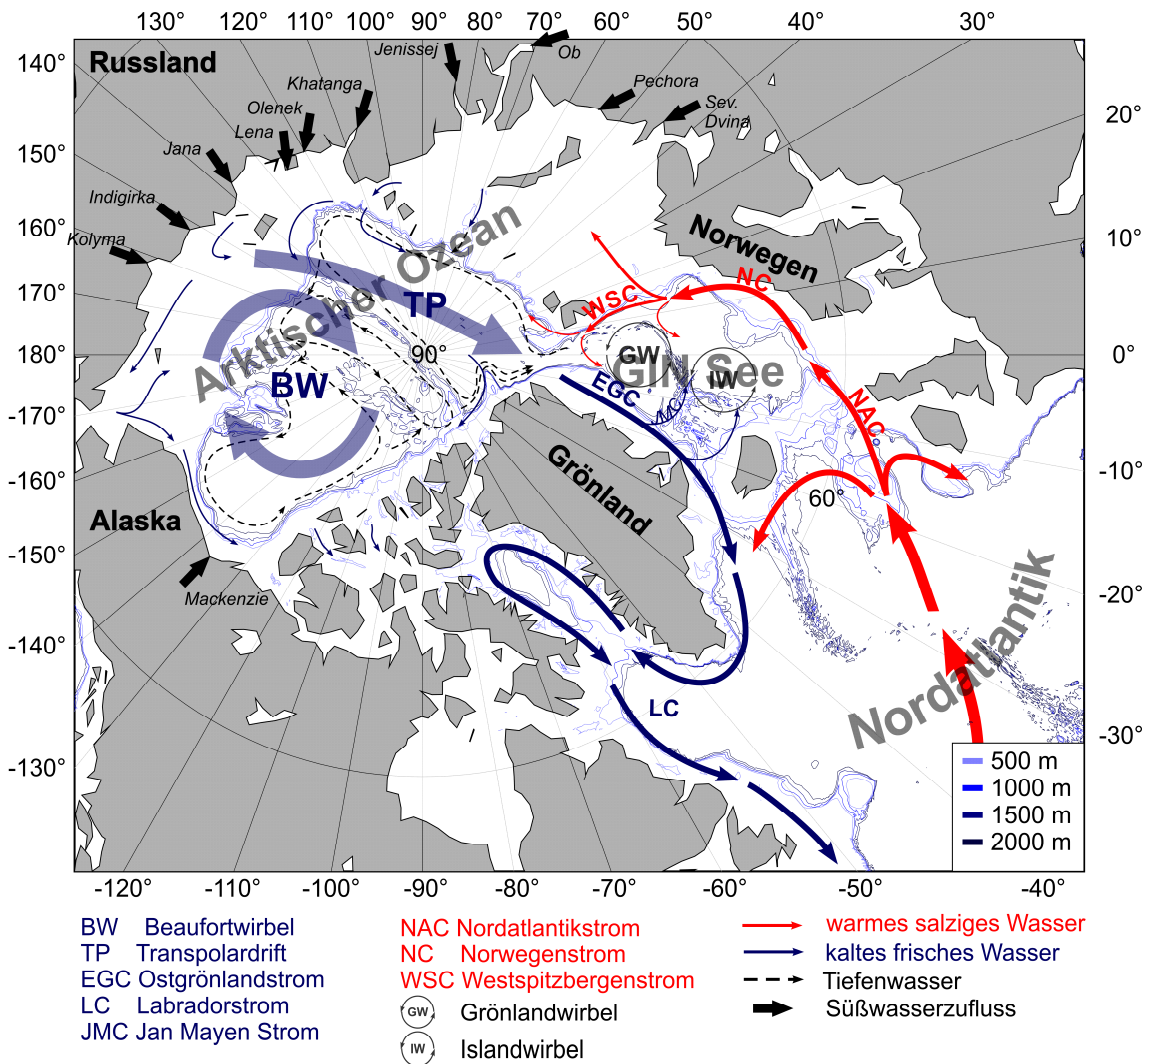 130° 120° 110° 100° 90° 80° 70° 60° 50° 40° 30°
Russland
Jenissej
Ob
140°
Khatanga
Pechora
Olenek
Sev.
Dvina
20°
Lena
Jana
150°
Indigirka
160°
Kolyma
Norwegen
10°
Arktischer Ozean
NC
170°
WSC
TP
180°
90°
GW
GIN See
IW
0°
BW
EGC
NAC
-170°
Grönland
-10°
-160°
60°
Alaska
-150°
Mackenzie
Nordatlantik
-20°
-140°
LC
-30°
-130°
500 m
1000 m
1500 m
2000 m
-120° -110° -100° -90° -80° -70° -60° -50° -40°
BW Beaufortwirbel
TP Transpolardrift
EGC Ostgrönlandstrom
LC Labradorstrom
JMC Jan Mayen Strom
NAC Nordatlantikstrom
NC Norwegenstrom
WSC Westspitzbergenstrom
GW Grönlandwirbel
IW Islandwirbel
warmes salziges Wasser
kaltes frisches Wasser
Tiefenwasser
Süßwasserzufluss